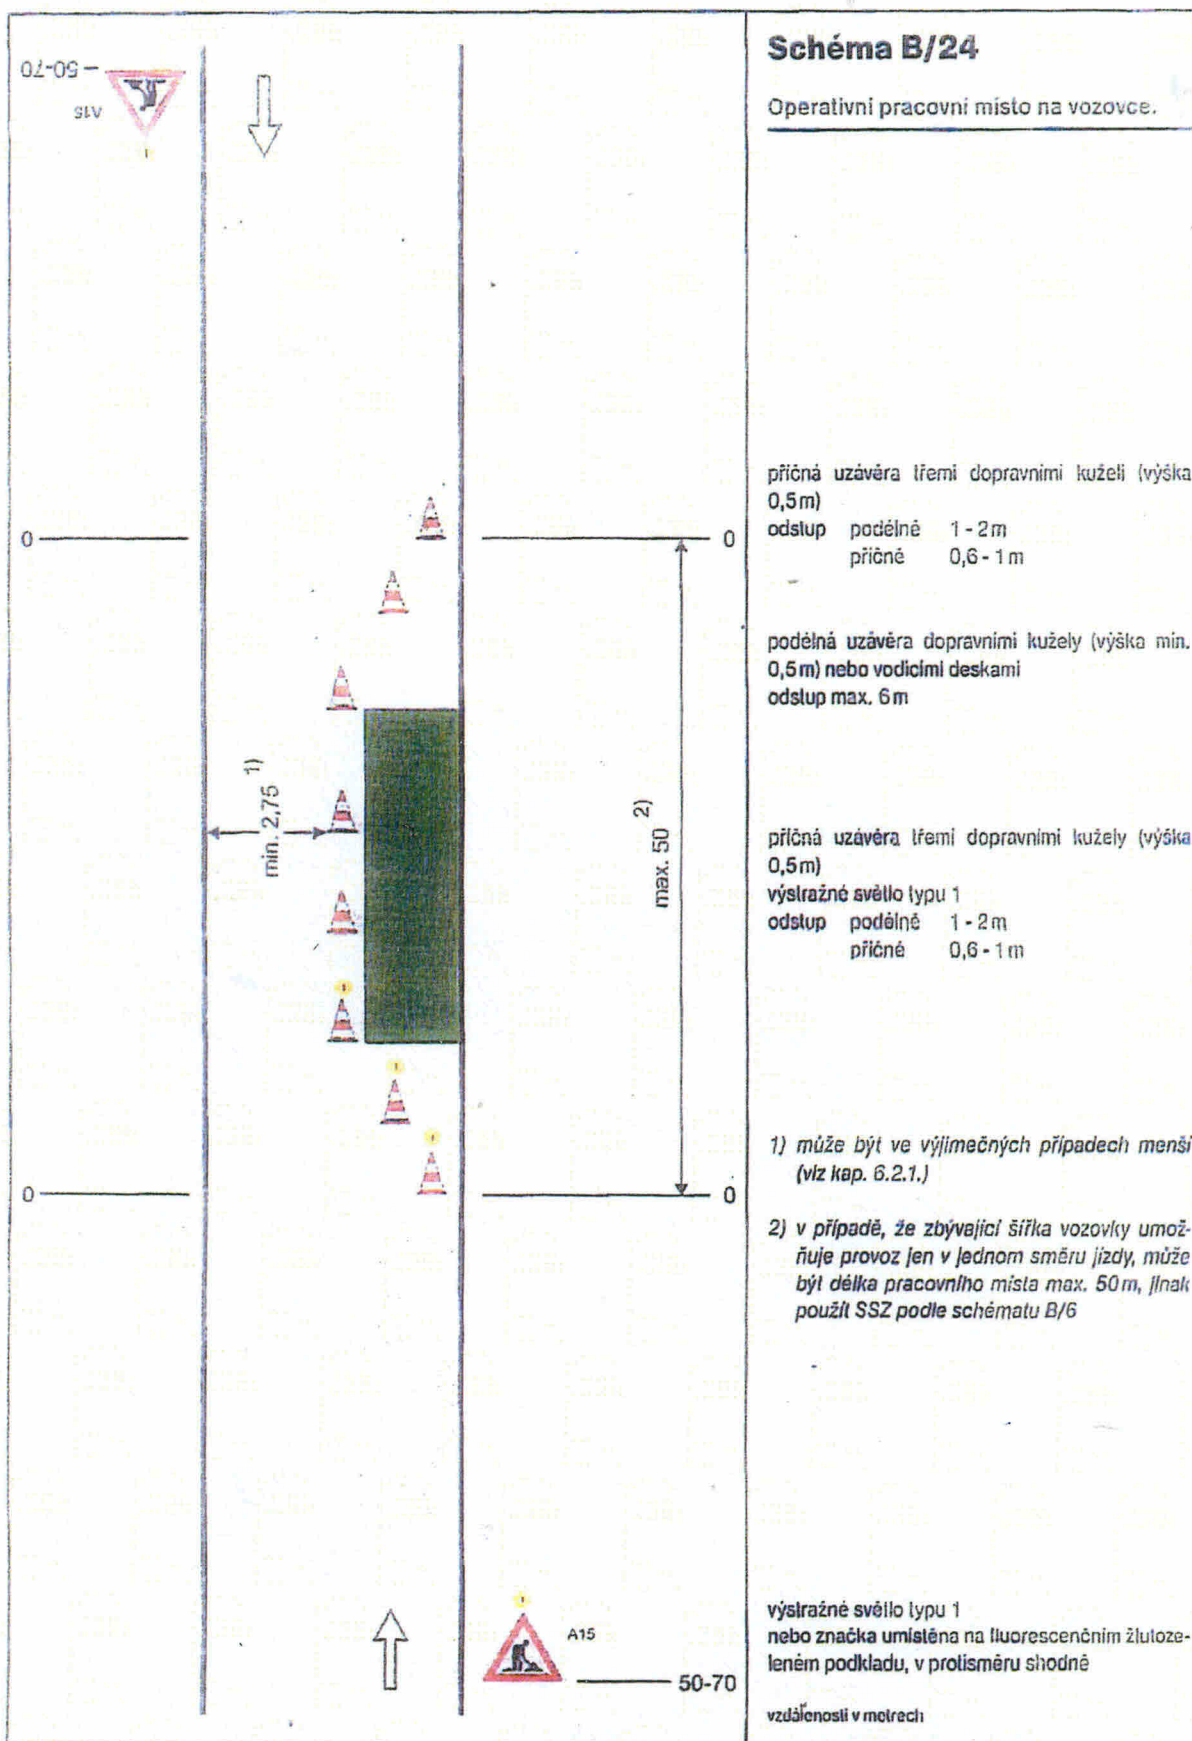 Schéma B/24
Operativní pracovní místo na vozovce.
50-70
A15
příčná uzávěra třemi dopravními kuželi (výška
0,5 m)
odstup podélné 1 - 2 m
příčné 0,6 - 1 m
0
0
podélná uzávěra dopravními kužely (výška min.
0,5 m) nebo vodicími deskami
odstup max. 6 m
min. 2,75 1)
max. 50 2)
příčná uzávěra třemi dopravními kužely (výška
0,5 m)
výstražné světlo typu 1
odstup podélné 1 - 2 m
příčné 0,6 - 1 m
0
0
1) může být ve výjimečných případech menší
(viz kap. 6.2.1.)
2) v případě, že zbývající šířka vozovky umož-
ňuje provoz jen v jednom směru jízdy, může
být délka pracovního místa max. 50 m, jinak
použít SSZ podle schématu B/6
A15
50-70
výstražné světlo typu 1
nebo značka umístěna na fluorescenčním žlutoze-
leném podkladu, v protisměru shodně
vzdálenosti v metrech